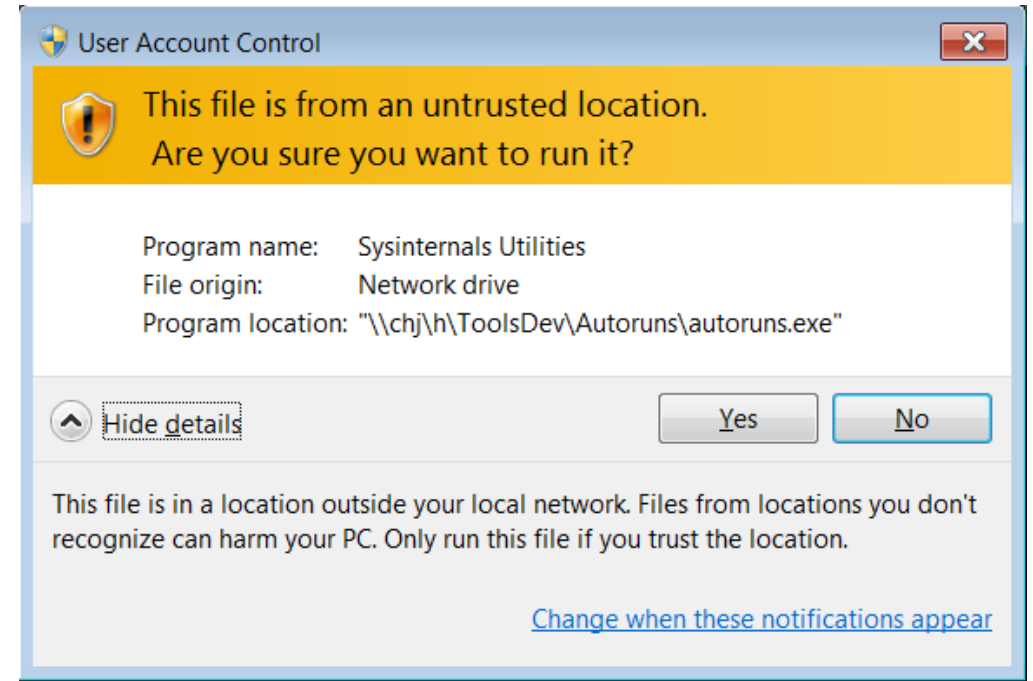 User Account Control
This file is from an untrusted location.
Are you sure you want to run it?
Program name: Sysinternals Utilities
File origin: Network drive
Program location: "\\chj\h\ToolsDev\Autoruns\autoruns.exe"
Hide details
Yes
No
This file is in a location outside your local network. Files from locations you don't
recognize can harm your PC. Only run this file if you trust the location.
Change when these notifications appear